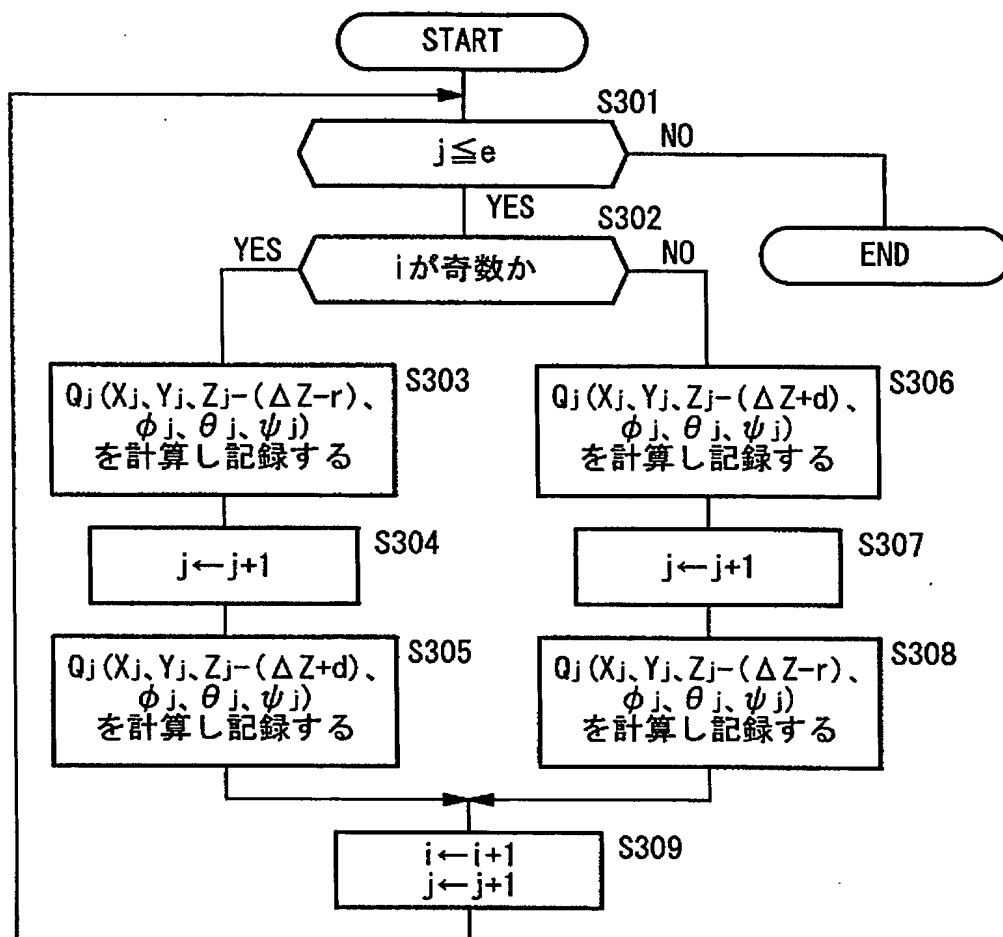 START
S301
j≦e
NO
YES
S302
YES
iが奇数か
NO
END
S303
Qj(Xj、Yj、Zj-(ΔZ-r)、
φj、θj、ψj)
を計算し記録する
S306
Qj(Xj、Yj、Zj-(ΔZ+d)、
φj、θj、ψj)
を計算し記録する
S304
j←j+1
S307
j←j+1
S305
Qj(Xj、Yj、Zj-(ΔZ+d)、
φj、θj、ψj)
を計算し記録する
S308
Qj(Xj、Yj、Zj-(ΔZ-r)、
φj、θj、ψj)
を計算し記録する
S309
i←i+1
j←j+1